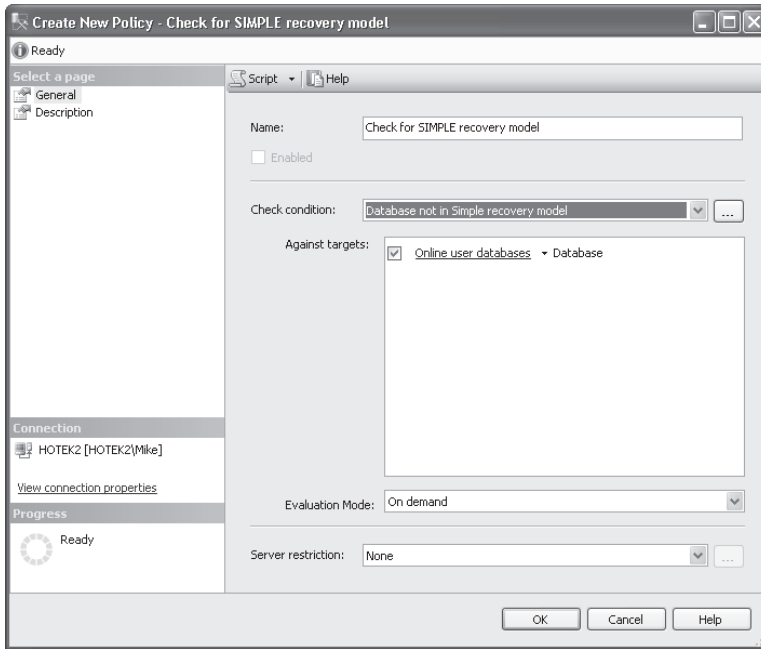 Create New Policy - Check for SIMPLE recovery model
Ready
Select a page
General
Description
Script
Help
Name:
Check for SIMPLE recovery model
Enabled
Check condition:
Database not in Simple recovery model
...
Against targets:
Online user databases
Database
Connection
HOTEK2 [HOTEK2\Mike]
View connection properties
Progress
Ready
Evaluation Mode:
On demand
Server restriction:
None
...
OK
Cancel
Help